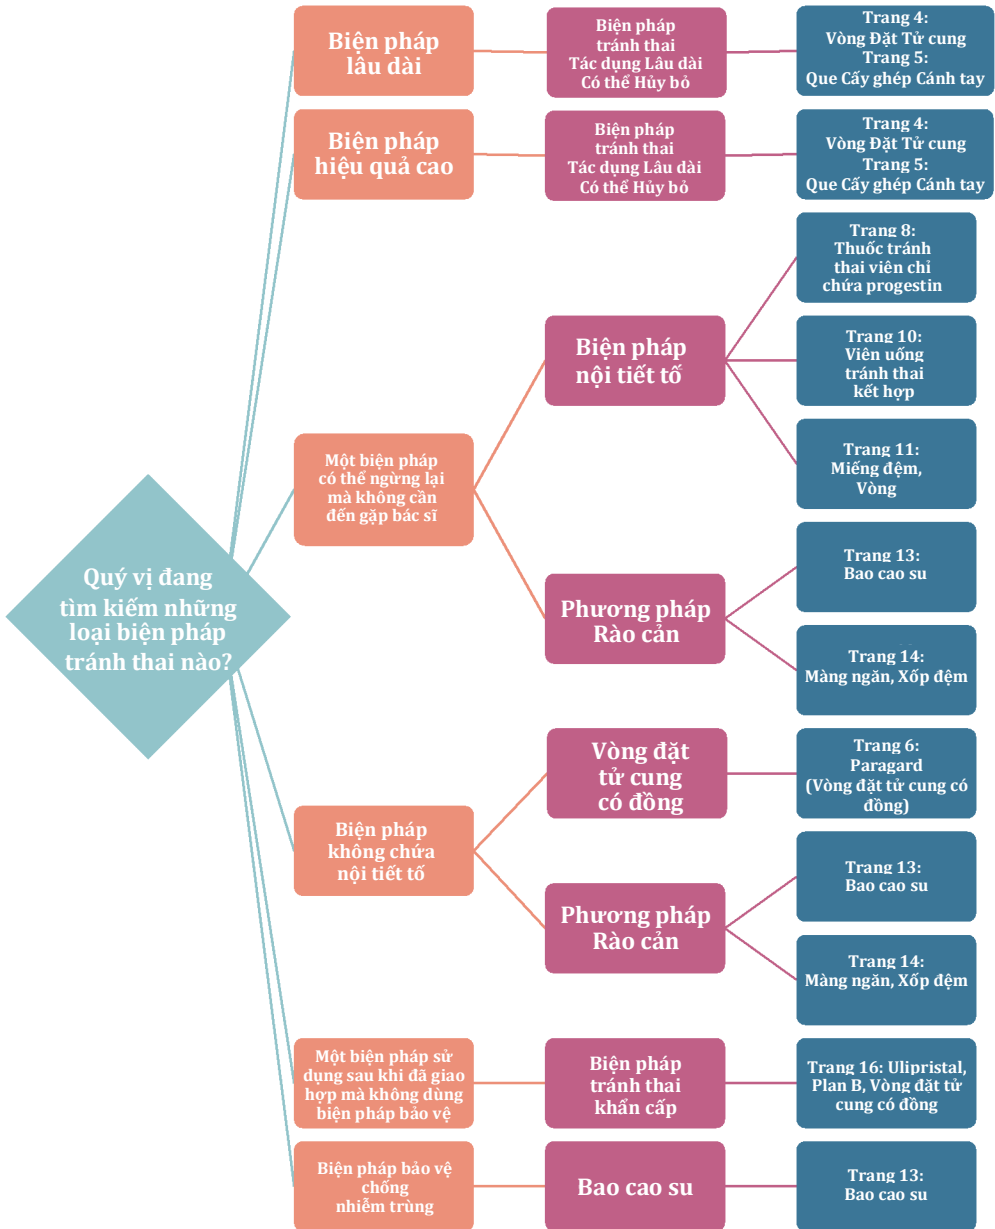 Quý vị đang
tìm kiếm những
loại biện pháp
tránh thai nào?
Biện pháp
lâu dài
Biện pháp
tránh thai
Tác dụng Lâu dài
Có thể Hủy bỏ
Trang 4:
Vòng Đặt Tử cung
Trang 5:
Que Cấy ghép Cánh tay
Biện pháp
hiệu quả cao
Biện pháp
tránh thai
Tác dụng Lâu dài
Có thể Hủy bỏ
Trang 4:
Vòng Đặt Tử cung
Trang 5:
Que Cấy ghép Cánh tay
Một biện pháp
có thể ngừng lại
mà không cần
đến gặp bác sĩ
Biện pháp
nội tiết tố
Trang 8:
Thuốc tránh
thai viên chỉ
chứa progestin
Trang 10:
Viên uống
tránh thai
kết hợp
Trang 11:
Miếng đệm,
Vòng
Phương pháp
Rào cản
Trang 13:
Bao cao su
Trang 14:
Màng ngăn, Xốp đệm
Biện pháp
không chứa
nội tiết tố
Vòng đặt
tử cung
có đồng
Trang 6:
Paragard
(Vòng đặt tử cung có
đồng)
Phương pháp
Rào cản
Trang 13:
Bao cao su
Trang 14:
Màng ngăn, Xốp đệm
Một biện pháp sử
dụng sau khi đã giao
hợp mà không dùng
biện pháp bảo vệ
Biện pháp
tránh thai
khẩn cấp
Trang 16: Ulipristal,
Plan B, Vòng đặt tử
cung có đồng
Biện pháp bảo vệ
chống
nhiễm trùng
Bao cao su
Trang 13:
Bao cao su